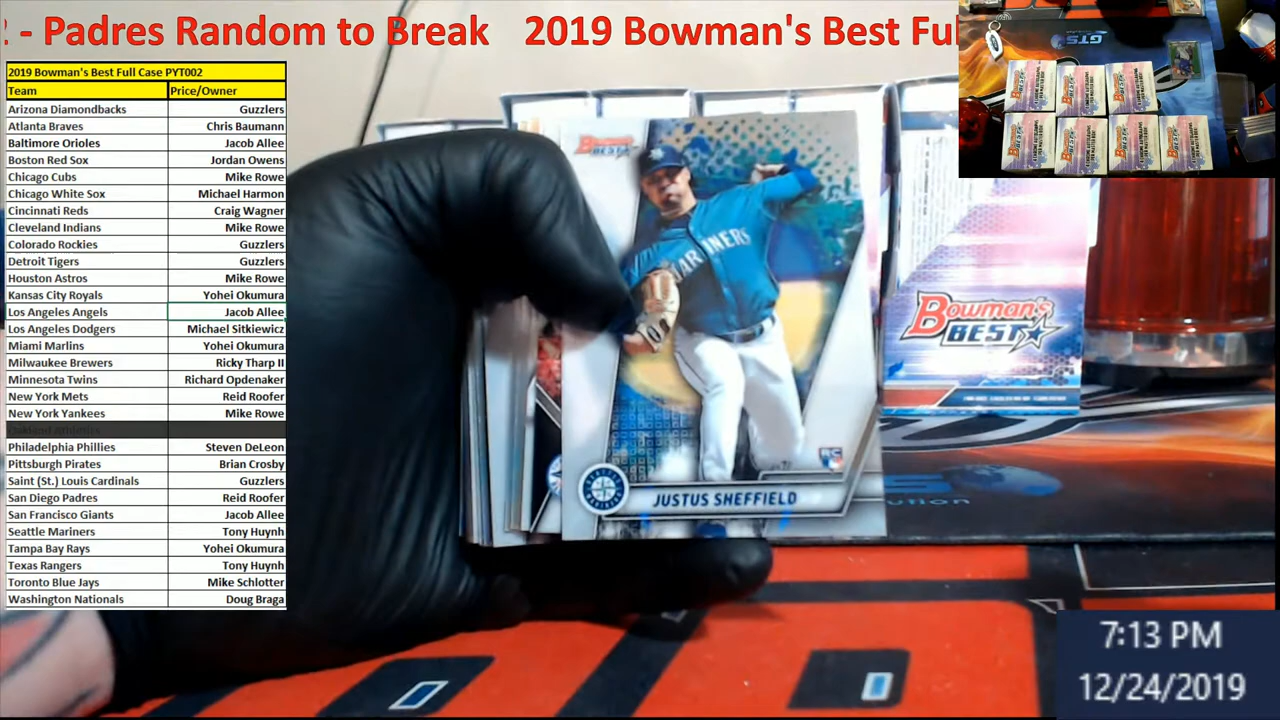 - Padres Random to Break 2019 Bowman's Best Ful
2019 Bowman's Best Full Case PYT002
Team Price/Owner
Arizona Diamondbacks Guzzlers
Atlanta Braves Chris Baumann
Baltimore Orioles Jacob Allee
Boston Red Sox Jordan Owens
Chicago Cubs Mike Rowe
Chicago White Sox Michael Harmon
Cincinnati Reds Craig Wagner
Cleveland Indians Mike Rowe
Colorado Rockies Guzzlers
Detroit Tigers Guzzlers
Houston Astros Mike Rowe
Kansas City Royals Yohei Okumura
Los Angeles Angels Jacob Allee
Los Angeles Dodgers Michael Sitkiewicz
Miami Marlins Yohei Okumura
Milwaukee Brewers Ricky Tharp II
Minnesota Twins Richard Opdenaker
New York Mets Reid Roofer
New York Yankees Mike Rowe
Oakland Athletics
Philadelphia Phillies Steven DeLeon
Pittsburgh Pirates Brian Crosby
Saint (St.) Louis Cardinals Guzzlers
San Diego Padres Reid Roofer
San Francisco Giants Jacob Allee
Seattle Mariners Tony Huynh
Tampa Bay Rays Yohei Okumura
Texas Rangers Tony Huynh
Toronto Blue Jays Mike Schlotter
Washington Nationals Doug Braga
Bowman's
BEST
MARINERS
RC
JUSTUS SHEFFIELD
Bowman's
BEST
GTS
7:13 PM
12/24/2019